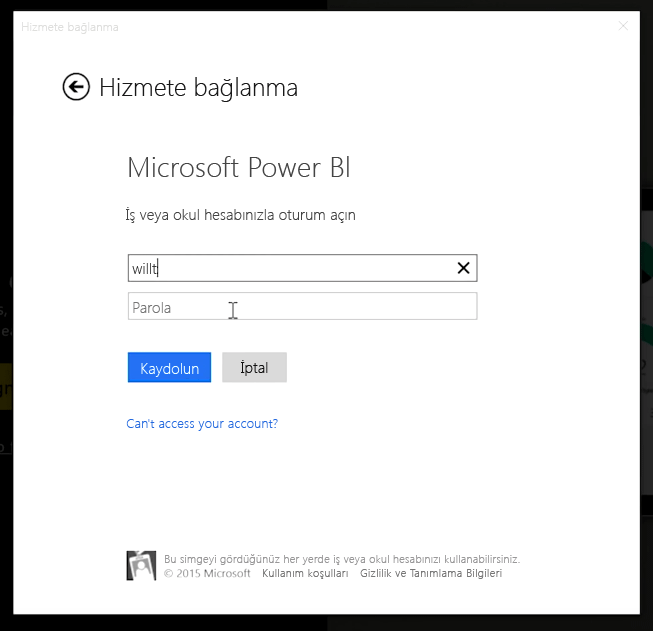 Hizmete bağlanma
Hizmete bağlanma
Microsoft Power BI
İş veya okul hesabınızla oturum açın
willt
Parola
Kaydolun İptal
Can't access your account?
Bu simgeyi gördüğünüz her yerde iş veya okul hesabınızı kullanabilirsiniz.
© 2015 Microsoft Kullanım koşulları Gizlilik ve Tanımlama Bilgileri